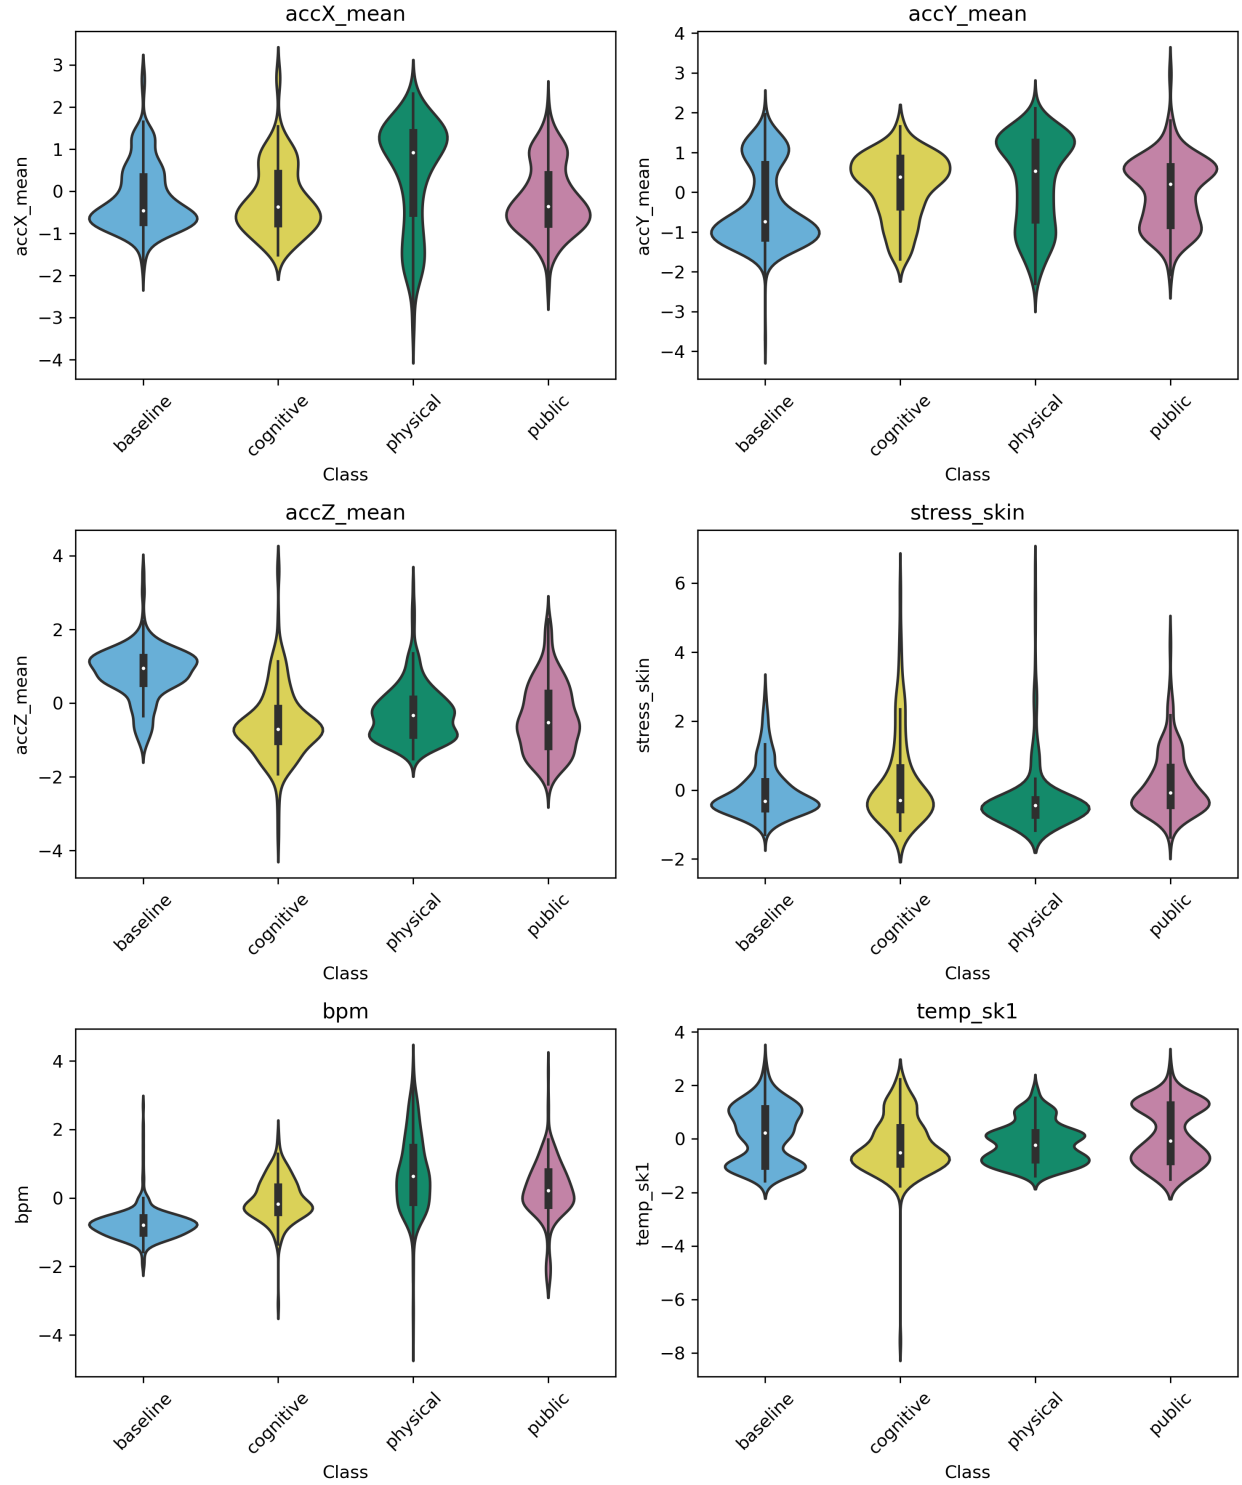 accX_mean
accX_mean
3
2
1
0
−1
−2
−3
−4
baseline
cognitive
physical
public
Class
accY_mean
accY_mean
4
3
2
1
0
−1
−2
−3
−4
baseline
cognitive
physical
public
Class
accZ_mean
accZ_mean
4
2
0
−2
−4
baseline
cognitive
physical
public
Class
stress_skin
stress_skin
6
4
2
0
−2
baseline
cognitive
physical
public
Class
bpm
bpm
4
2
0
−2
−4
baseline
cognitive
physical
public
Class
temp_sk1
temp_sk1
4
2
0
−2
−4
−6
−8
baseline
cognitive
physical
public
Class